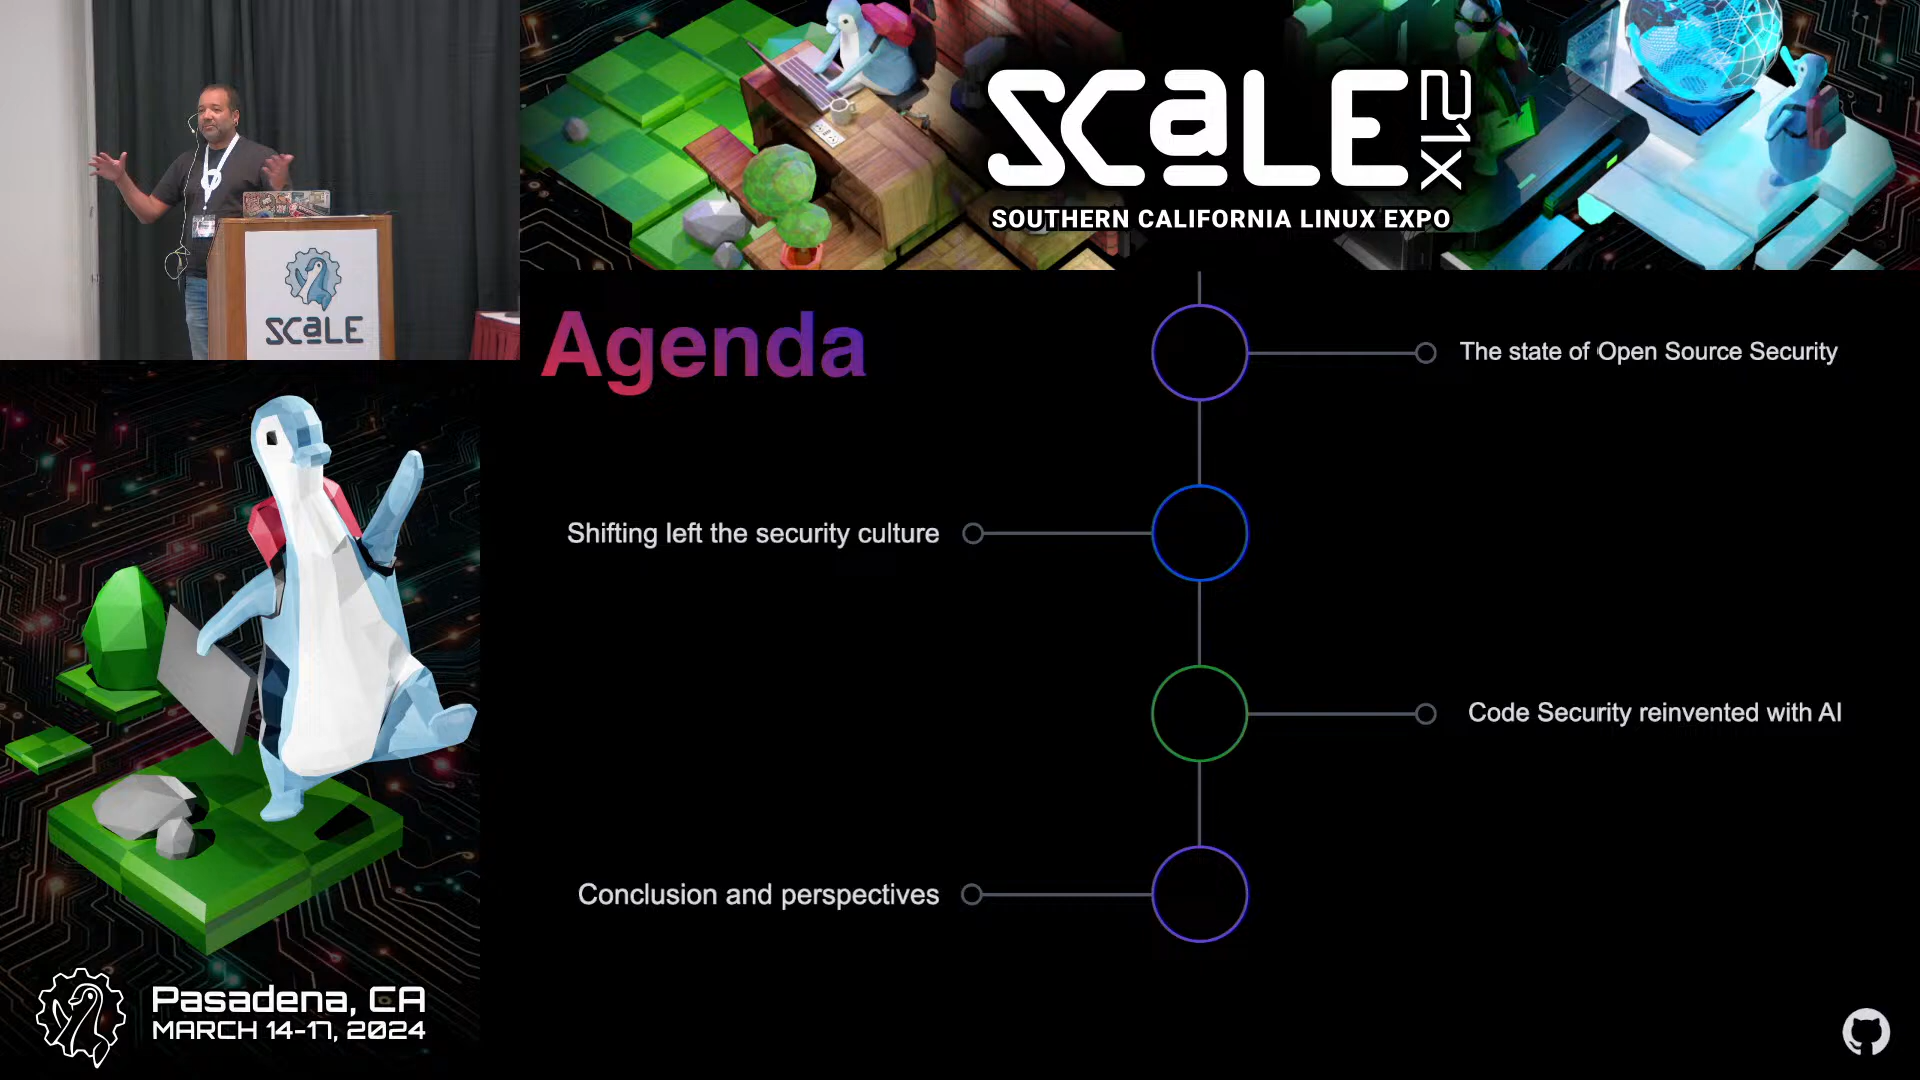 SCaLE
21X
SOUTHERN CALIFORNIA LINUX EXPO
SCaLE
Agenda
The state of Open Source Security
Shifting left the security culture
Code Security reinvented with AI
Conclusion and perspectives
Pasadena, CA
MARCH 14-17, 2024